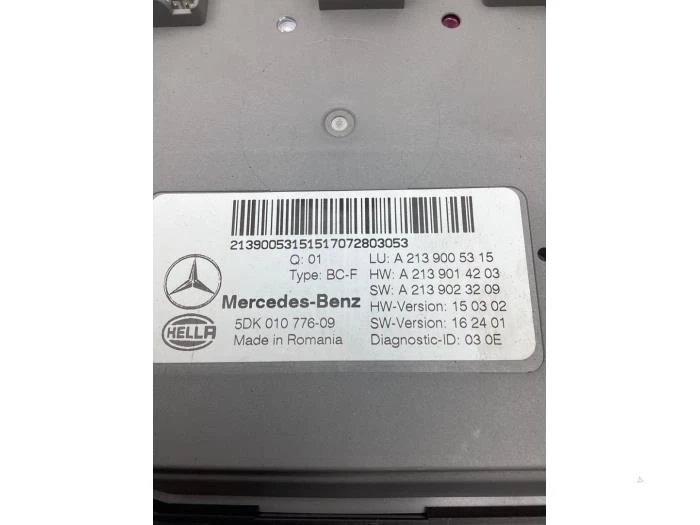 21390053151517072803053
Q: 01
LU: A 213 900 53 15
Type: BC-F
HW: A 213 901 42 03
SW: A 213 902 32 09
Mercedes-Benz
HW-Version: 15 03 02
HELLA
5DK 010 776-09
SW-Version: 16 24 01
Made in Romania
Diagnostic-ID: 03 0E